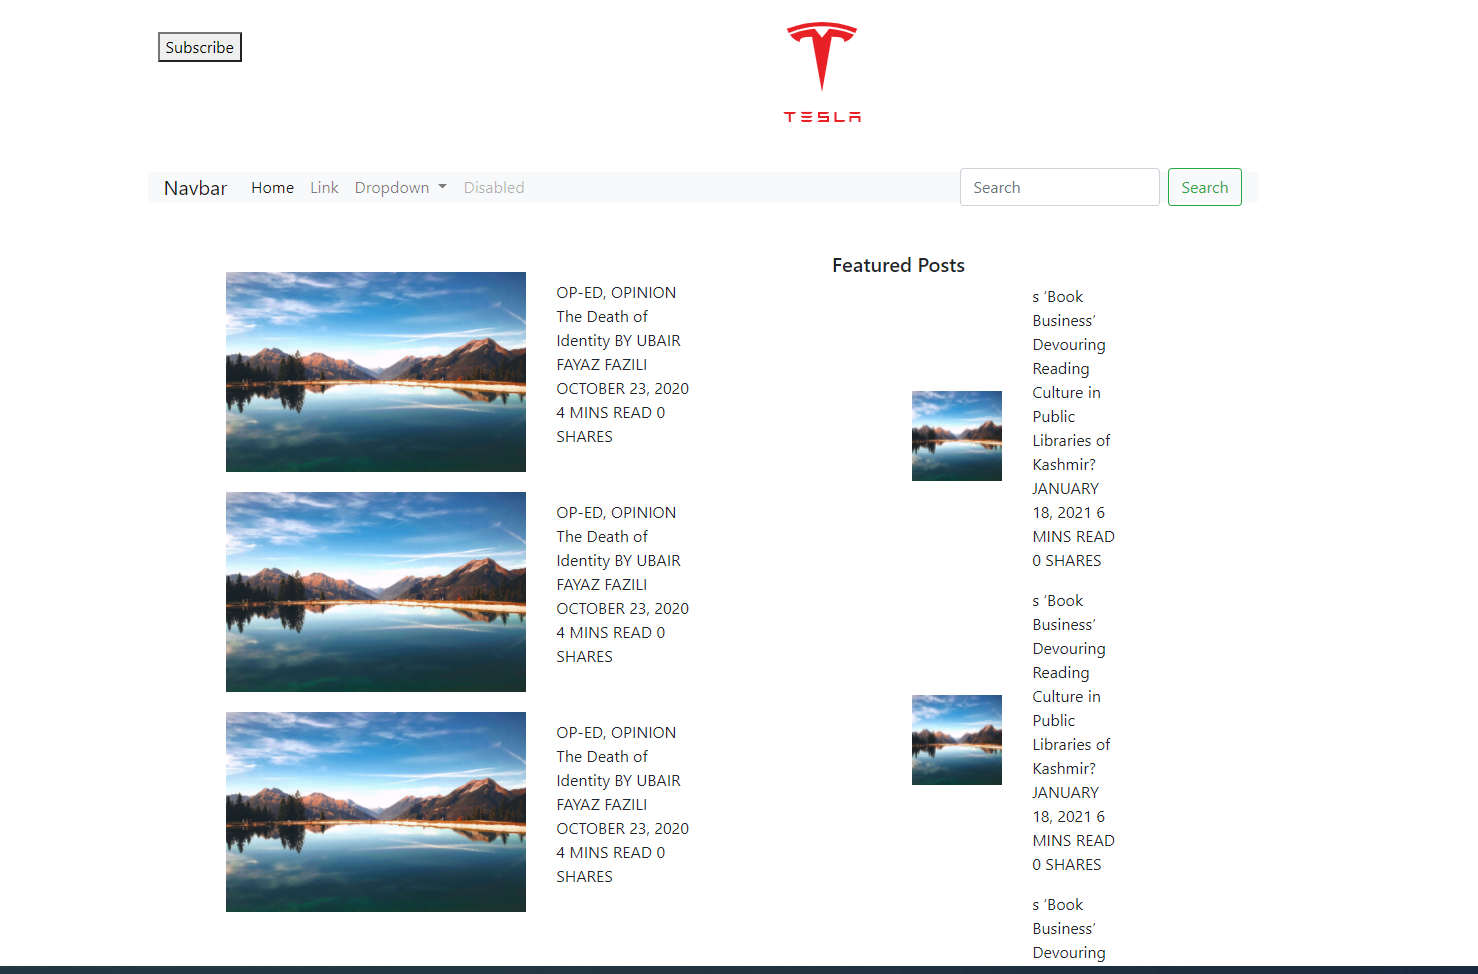 Subscribe
TESLA
Navbar Home Link Dropdown Disabled Search Search
OP-ED, OPINION
The Death of
Identity BY UBAIR
FAYAZ FAZILI
OCTOBER 23, 2020
4 MINS READ 0
SHARES
OP-ED, OPINION
The Death of
Identity BY UBAIR
FAYAZ FAZILI
OCTOBER 23, 2020
4 MINS READ 0
SHARES
OP-ED, OPINION
The Death of
Identity BY UBAIR
FAYAZ FAZILI
OCTOBER 23, 2020
4 MINS READ 0
SHARES
Featured Posts
s ‘Book
Business’
Devouring
Reading
Culture in
Public
Libraries of
Kashmir?
JANUARY
18, 2021 6
MINS READ
0 SHARES
s ‘Book
Business’
Devouring
Reading
Culture in
Public
Libraries of
Kashmir?
JANUARY
18, 2021 6
MINS READ
0 SHARES
s ‘Book
Business’
Devouring